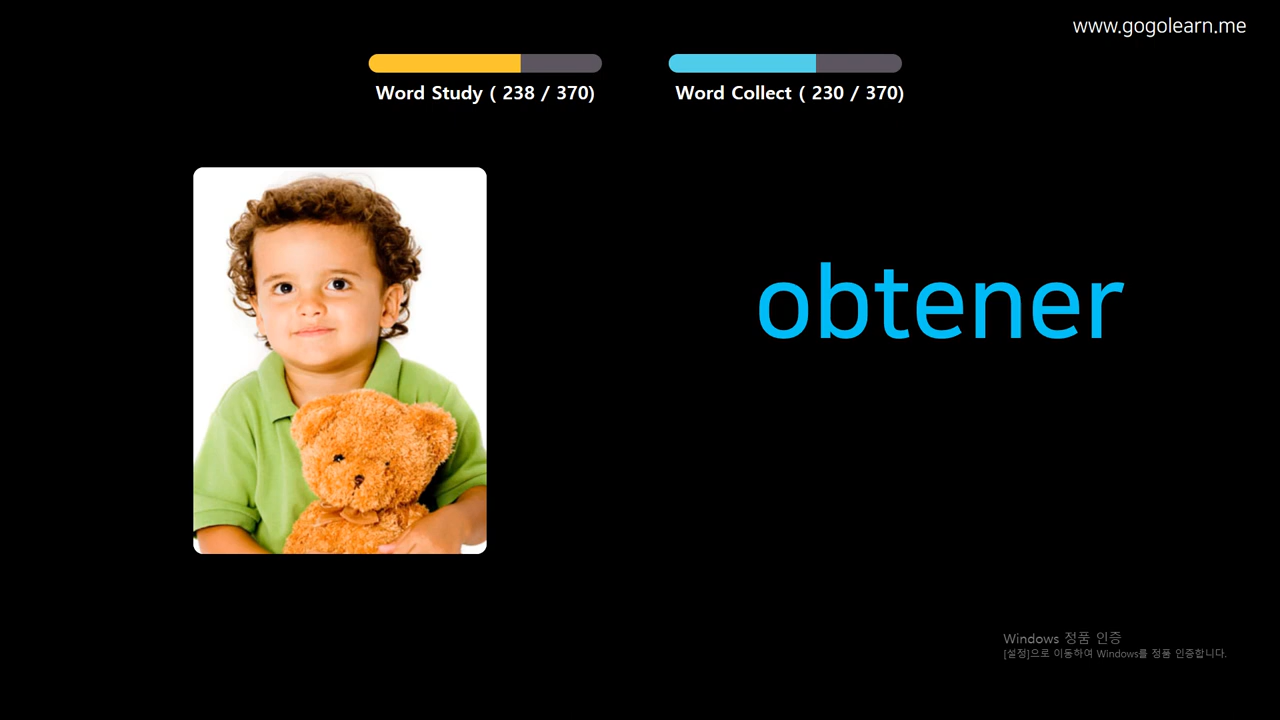 www.gogolearn.me
Word Study ( 238 / 370)
Word Collect ( 230 / 370)
obtener
Windows 정품 인증
[설정]으로 이동하여 Windows를 정품 인증합니다.